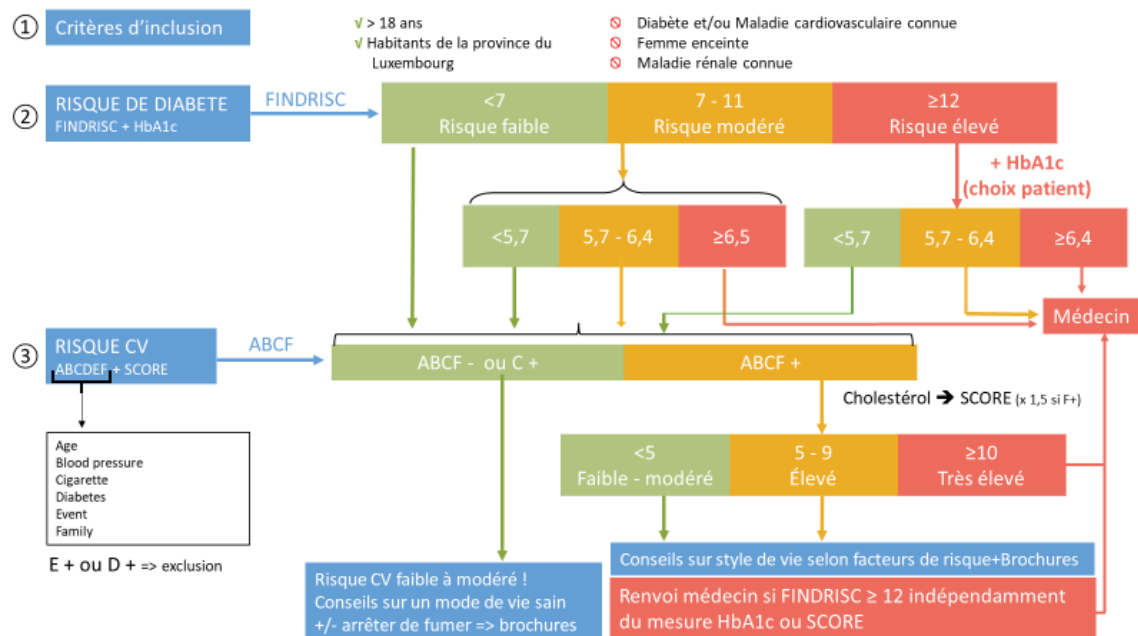 ①
Critères d'inclusion
√ > 18 ans
√ Habitants de la province du
Luxembourg
Diabète et/ou Maladie cardiovasculaire connue
Femme enceinte
Maladie rénale connue
②
RISQUE DE DIABETE
FINDRISC + HbA1c
FINDRISC
<7
Risque faible
7 - 11
Risque modéré
≥12
Risque élevé
+ HbA1c
(choix patient)
<5,7
5,7 - 6,4
≥6,5
<5,7
5,7 - 6,4
≥6,4
Médecin
③
RISQUE CV
ABCDEF + SCORE
ABCF
ABCF - ou C +
ABCF +
Cholestérol ➔ SCORE (x 1,5 si F+)
Age
Blood pressure
Cigarette
Diabetes
Event
Family
E + ou D + => exclusion
<5
Faible - modéré
5 - 9
Élevé
≥10
Très élevé
Risque CV faible à modéré !
Conseils sur un mode de vie sain
+/- arrêter de fumer => brochures
Conseils sur style de vie selon facteurs de risque+Brochures
Renvoi médecin si FINDRISC ≥ 12 indépendamment
du mesure HbA1c ou SCORE